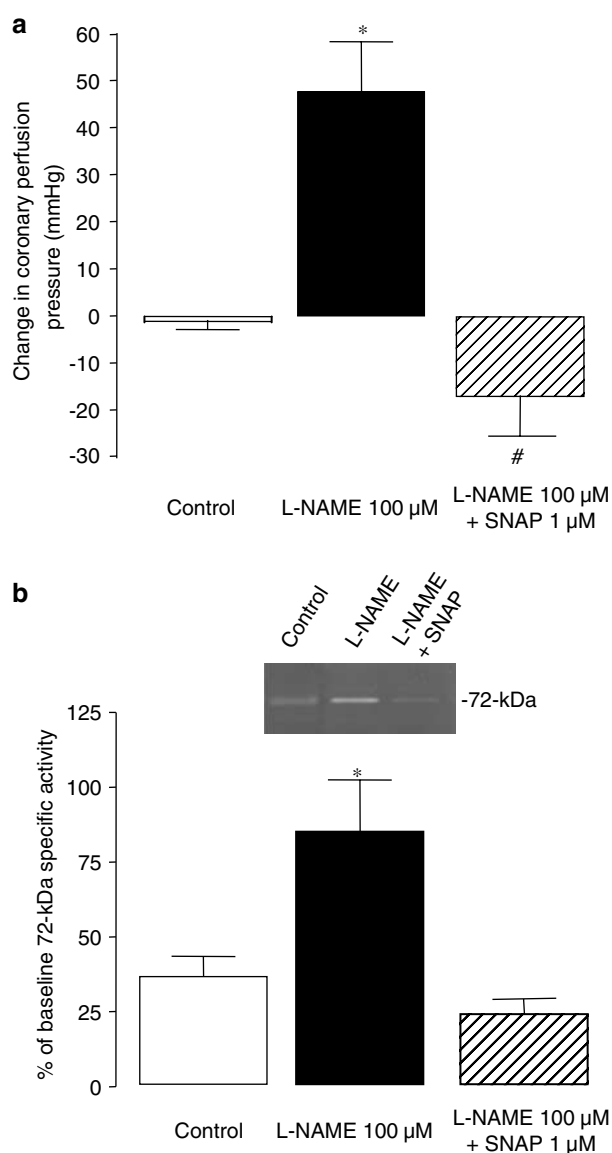 a
Change in coronary perfusion
pressure (mmHg)
60
50
40
30
20
10
0
-10
-20
-30
*
#
Control
L-NAME 100 µM
L-NAME 100 µM
+ SNAP 1 µM
b
Control
L-NAME
L-NAME
+ SNAP
-72-kDa
% of baseline 72-kDa specific activity
125
100
75
50
25
0
*
Control
L-NAME 100 µM
L-NAME 100 µM
+ SNAP 1 µM